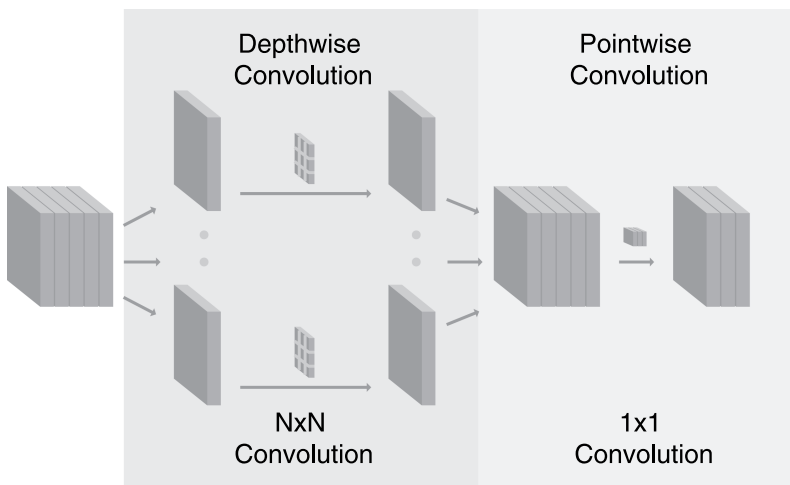 Depthwise
Convolution
Pointwise
Convolution
NxN
Convolution
1x1
Convolution